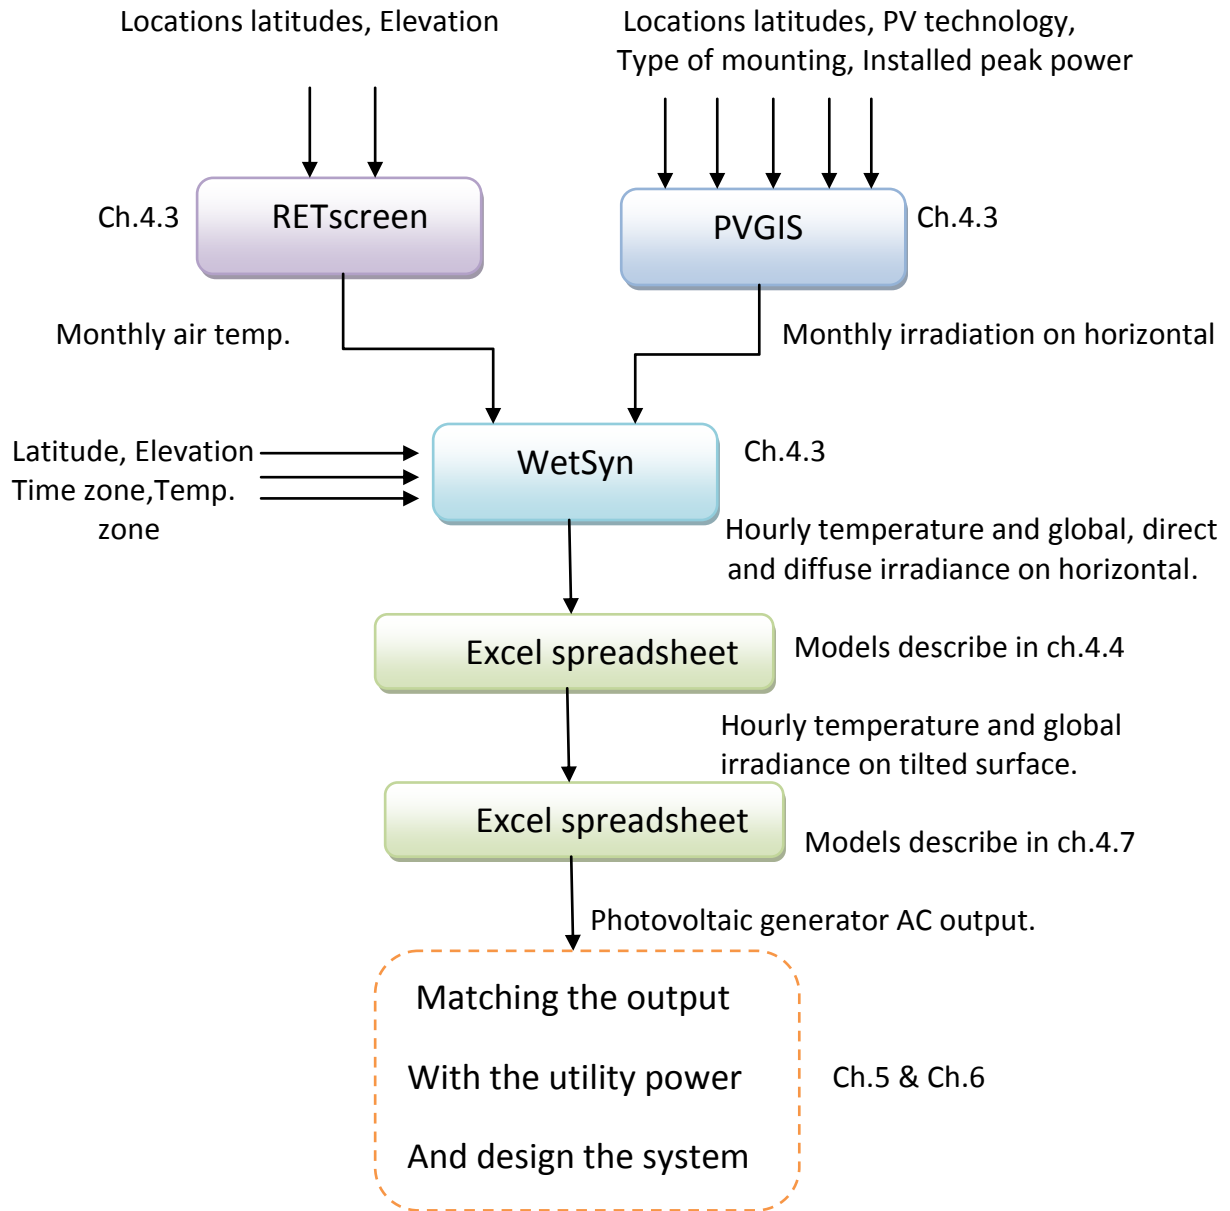 Locations latitudes, Elevation
Locations latitudes, PV technology,
Type of mounting, Installed peak power
Ch.4.3
RETscreen
PVGIS
Ch.4.3
Monthly air temp.
Monthly irradiation on horizontal
Latitude, Elevation
Time zone,Temp.
zone
WetSyn
Ch.4.3
Hourly temperature and global, direct
and diffuse irradiance on horizontal.
Excel spreadsheet
Models describe in ch.4.4
Hourly temperature and global
irradiance on tilted surface.
Excel spreadsheet
Models describe in ch.4.7
Photovoltaic generator AC output.
Matching the output
With the utility power
And design the system
Ch.5 & Ch.6